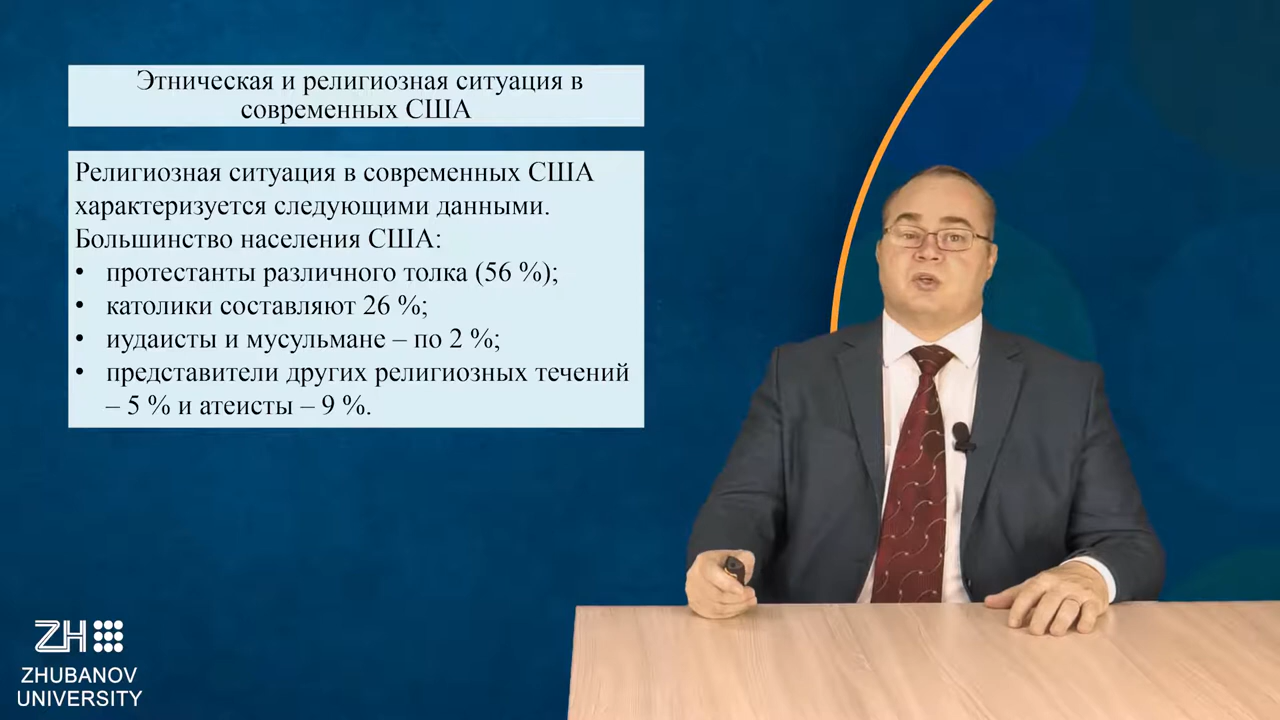 Этническая и религиозная ситуация в
современных США
Религиозная ситуация в современных США
характеризуется следующими данными.
Большинство населения США:
• протестанты различного толка (56 %);
• католики составляют 26 %;
• иудаисты и мусульмане – по 2 %;
• представители других религиозных течений
– 5 % и атеисты – 9 %.
ZH
ZHUBANOV
UNIVERSITY